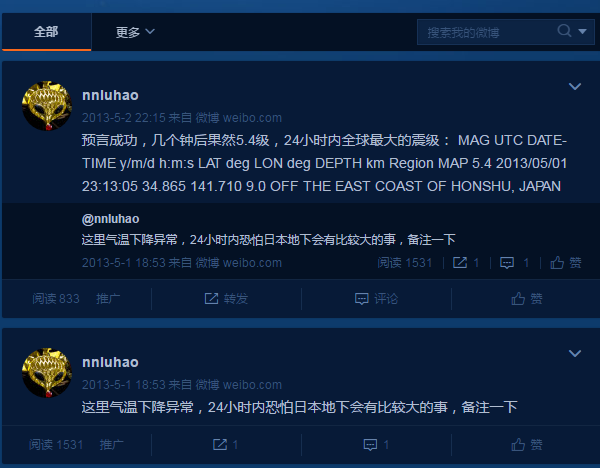 全部 更多 搜索我的微博
nnluhao
2013-5-2 22:15 来自 微博 weibo.com
预言成功，几个钟后果然5.4级，24小时内全球最大的震级： MAG UTC DATE-
TIME y/m/d h:m:s LAT deg LON deg DEPTH km Region MAP 5.4 2013/05/01
23:13:05 34.865 141.710 9.0 OFF THE EAST COAST OF HONSHU, JAPAN
@nnluhao
这里气温下降异常，24小时内恐怕日本地下会有比较大的事，备注一下
2013-5-1 18:53 来自 微博 weibo.com 阅读 1531 1 1 赞
阅读 833 推广 转发 评论 赞
nnluhao
2013-5-1 18:53 来自 微博 weibo.com
这里气温下降异常，24小时内恐怕日本地下会有比较大的事，备注一下
阅读 1531 推广 1 1 赞